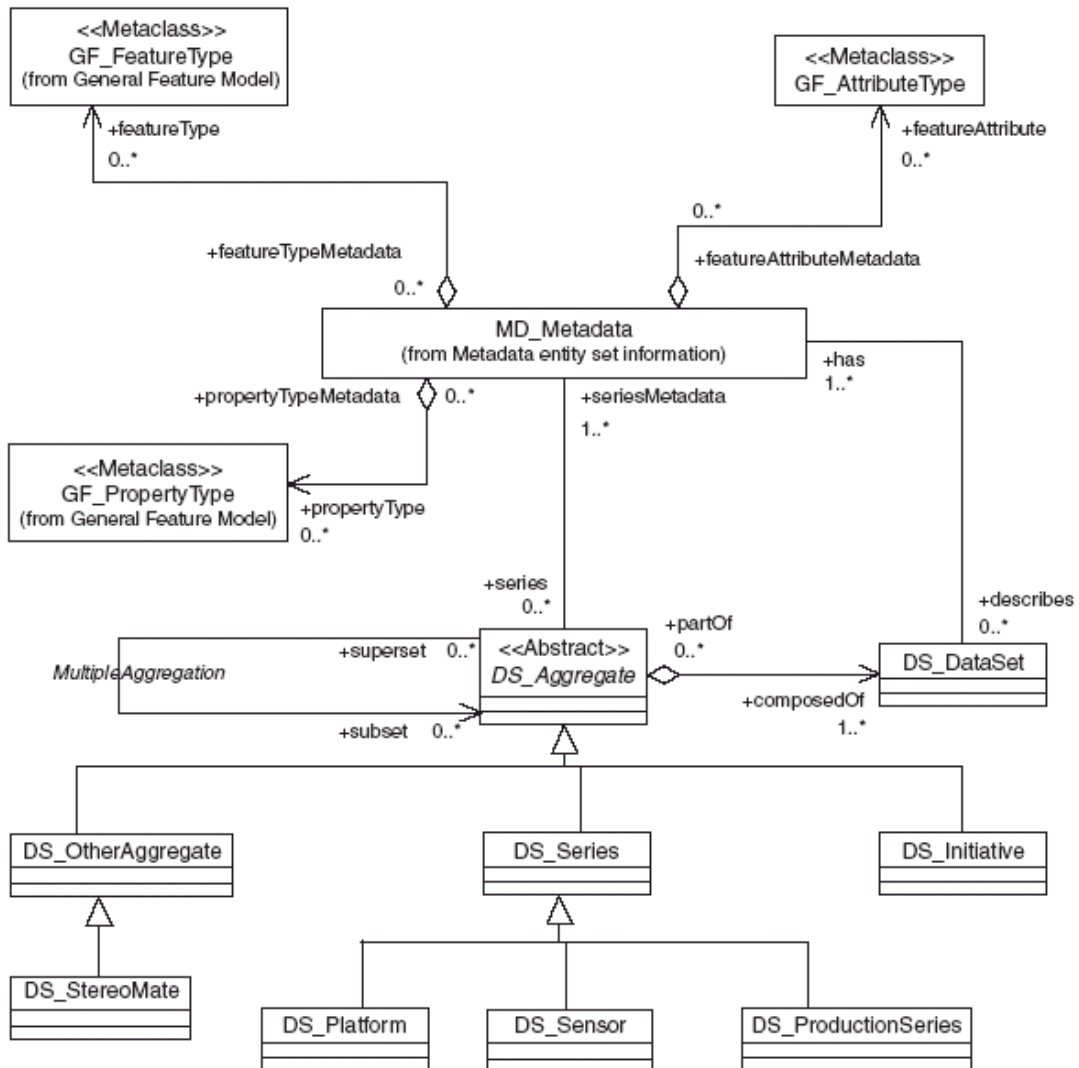 <<Metaclass>>
GF_FeatureType
(from General Feature Model)
<<Metaclass>>
GF_AttributeType
+featureType
0..*
+featureAttribute
0..*
0..*
+featureTypeMetadata
0..*
+featureAttributeMetadata
MD_Metadata
(from Metadata entity set information)
+has
1..*
+propertyTypeMetadata
0..*
+seriesMetadata
1..*
<<Metaclass>>
GF_PropertyType
(from General Feature Model)
+propertyType
0..*
+series
0..*
+describes
0..*
+superset 0..*
MultipleAggregation
+subset 0..*
<<Abstract>>
DS_Aggregate
+partOf
0..*
+composedOf
1..*
DS_DataSet
DS_OtherAggregate
DS_Series
DS_Initiative
DS_StereoMate
DS_Platform
DS_Sensor
DS_ProductionSeries